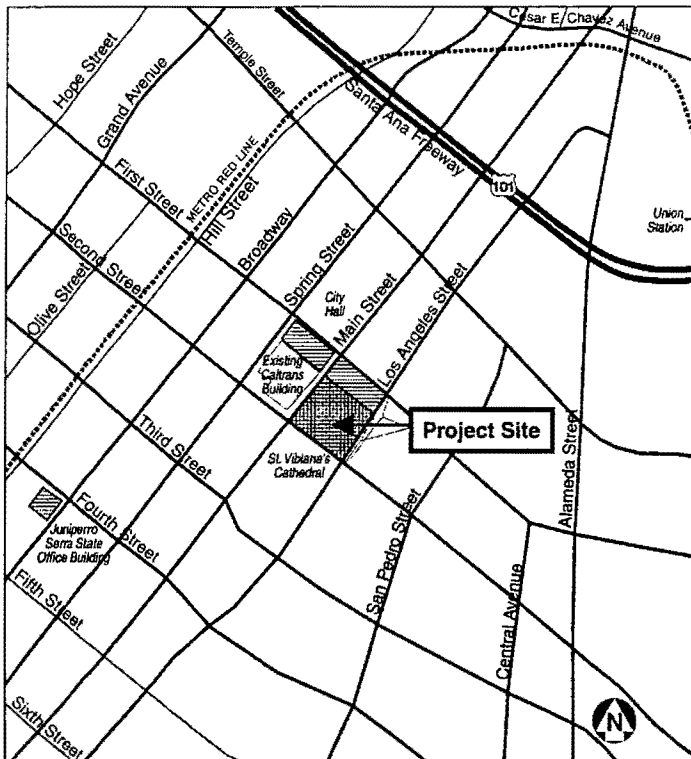 Cesar E. Chavez Avenue
Hope Street
Grand Avenue
Temple Street
Santa Ana Freeway
METRO RED LINE
First Street
Hill Street
101
Union
Station
Second Street
Broadway
Spring Street
City
Hall
Main Street
Los Angeles Street
Olive Street
Existing
Caltrans
Building
Project Site
Third Street
St. Vibiana's
Cathedral
Alameda Street
Juniperro
Serra State
Office Building
Fourth Street
San Pedro Street
Fifth Street
Central Avenue
Sixth Street
N